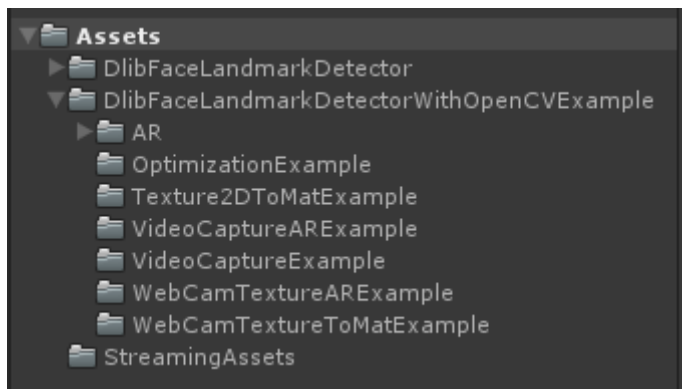 Assets
DlibFaceLandmarkDetector
DlibFaceLandmarkDetectorWithOpenCVExample
AR
OptimizationExample
Texture2DToMatExample
VideoCaptureARExample
VideoCaptureExample
WebCamTextureARExample
WebCamTextureToMatExample
StreamingAssets